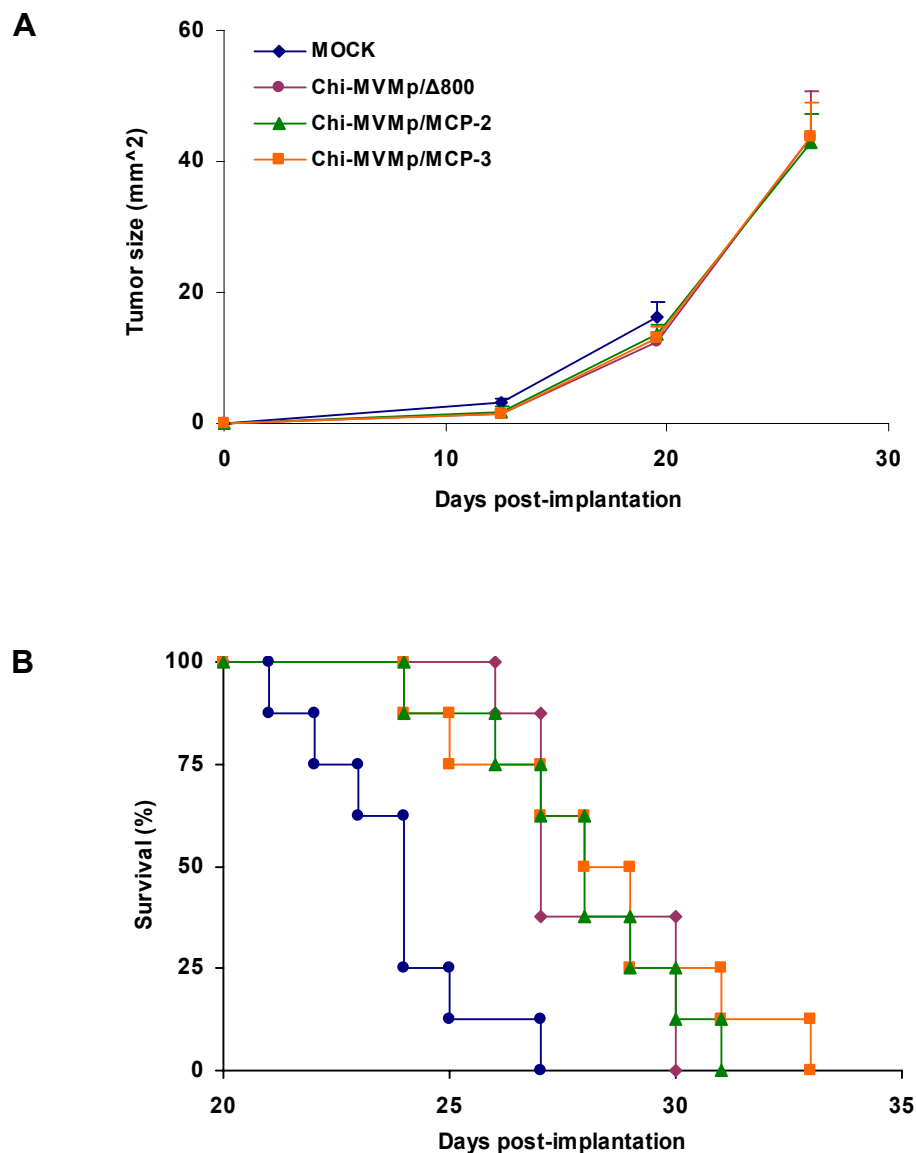 A
60
40
20
0
Tumor size (mm^2)
MOCK
Chi-MVMp/Δ800
Chi-MVMp/MCP-2
Chi-MVMp/MCP-3
0 10 20 30
Days post-implantation
B
100
75
50
25
0
Survival (%)
20 25 30 35
Days post-implantation